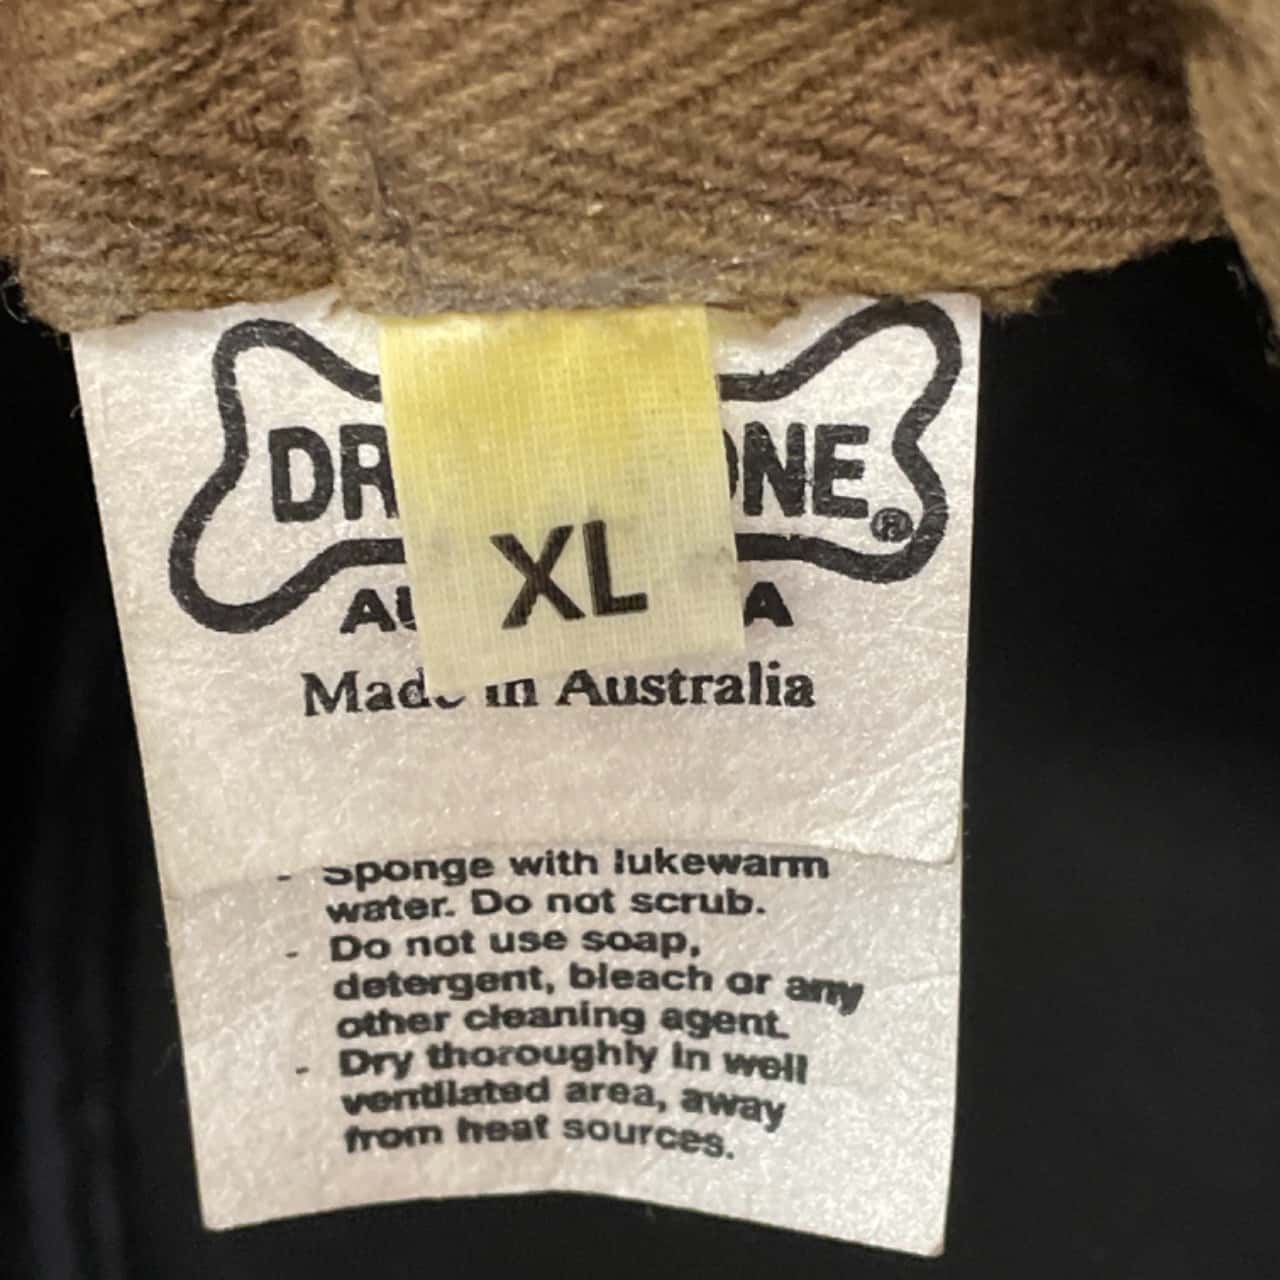 DR
ONE
®
XL
AU
A
Made in Australia
- Sponge with lukewarm
water. Do not scrub.
- Do not use soap,
detergent, bleach or any
other cleaning agent.
- Dry thoroughly in well
ventilated area, away
from heat sources.